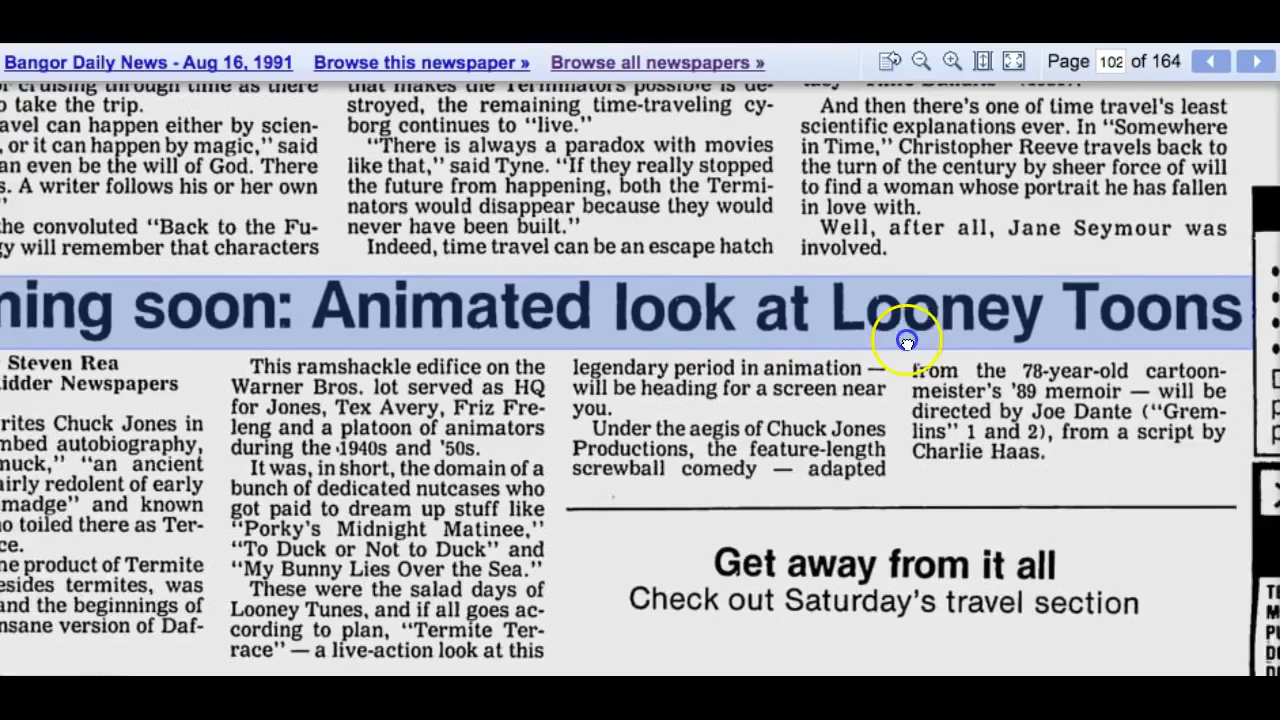 Bangor Daily News - Aug 16, 1991 Browse this newspaper » Browse all newspapers » Page 102 of 164
cruising through time as there
o take the trip.
avel can happen either by scien-
, or it can happen by magic,” said
an even be the will of God. There
s. A writer follows his or her own
”
he convoluted “Back to the Fu-
gy will remember that characters
that makes the Terminators possible is de-
stroyed, the remaining time-traveling cy-
borg continues to “live.”
“There is always a paradox with movies
like that,” said Tyne. “If they really stopped
the future from happening, both the Termi-
nators would disappear because they would
never have been built.”
Indeed, time travel can be an escape hatch
And then there’s one of time travel’s least
scientific explanations ever. In “Somewhere
in Time,” Christopher Reeve travels back to
the turn of the century by sheer force of will
to find a woman whose portrait he has fallen
in love with.
Well, after all, Jane Seymour was
involved.
ming soon: Animated look at Looney Toons
Steven Rea
idder Newspapers
rites Chuck Jones in
mbed autobiography,
muck,” “an ancient
airly redolent of early
madge” and known
ho toiled there as Ter-
ce.
ne product of Termite
esides termites, was
and the beginnings of
nsane version of Daf-
This ramshackle edifice on the
Warner Bros. lot served as HQ
for Jones, Tex Avery, Friz Fre-
leng and a platoon of animators
during the 1940s and ’50s.
It was, in short, the domain of a
bunch of dedicated nutcases who
got paid to dream up stuff like
“Porky’s Midnight Matinee,”
“To Duck or Not to Duck” and
“My Bunny Lies Over the Sea.”
These were the salad days of
Looney Tunes, and if all goes ac-
cording to plan, “Termite Ter-
race” — a live-action look at this
legendary period in animation —
will be heading for a screen near
you.
Under the aegis of Chuck Jones
Productions, the feature-length
screwball comedy — adapted
from the 78-year-old cartoon-
meister’s ’89 memoir — will be
directed by Joe Dante (“Grem-
lins” 1 and 2), from a script by
Charlie Haas.
Get away from it all
Check out Saturday’s travel section